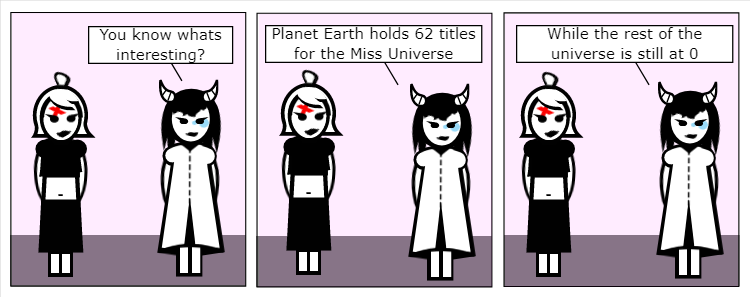 You know whats
interesting?
Planet Earth holds 62 titles
for the Miss Universe
While the rest of the
universe is still at 0